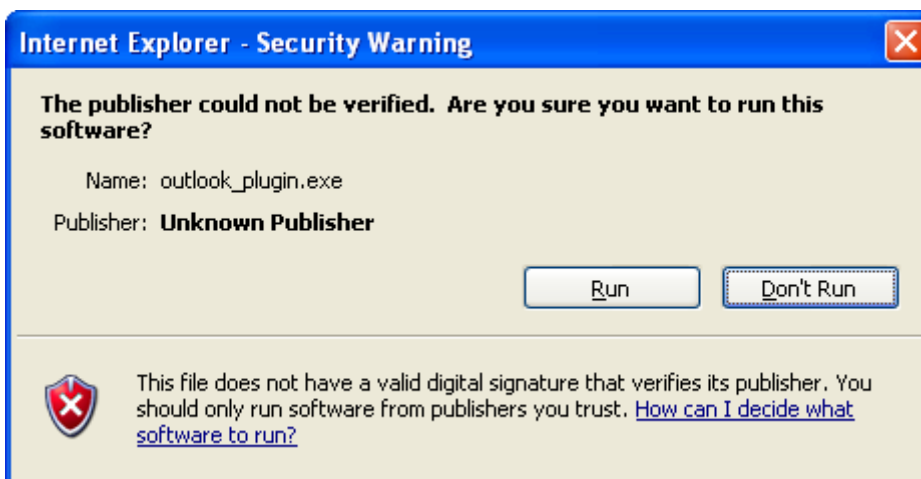 Internet Explorer - Security Warning
The publisher could not be verified.  Are you sure you want to run this
software?
Name: outlook_plugin.exe
Publisher: Unknown Publisher
Run Don't Run
This file does not have a valid digital signature that verifies its publisher. You
should only run software from publishers you trust. How can I decide what
software to run?